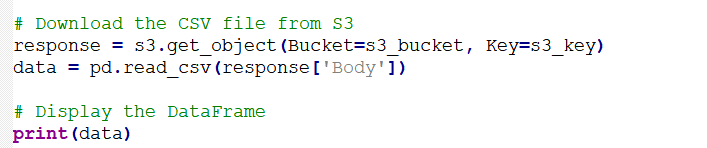 # Download the CSV file from S3
response = s3.get_object(Bucket=s3_bucket, Key=s3_key)
data = pd.read_csv(response['Body'])
# Display the DataFrame
print(data)